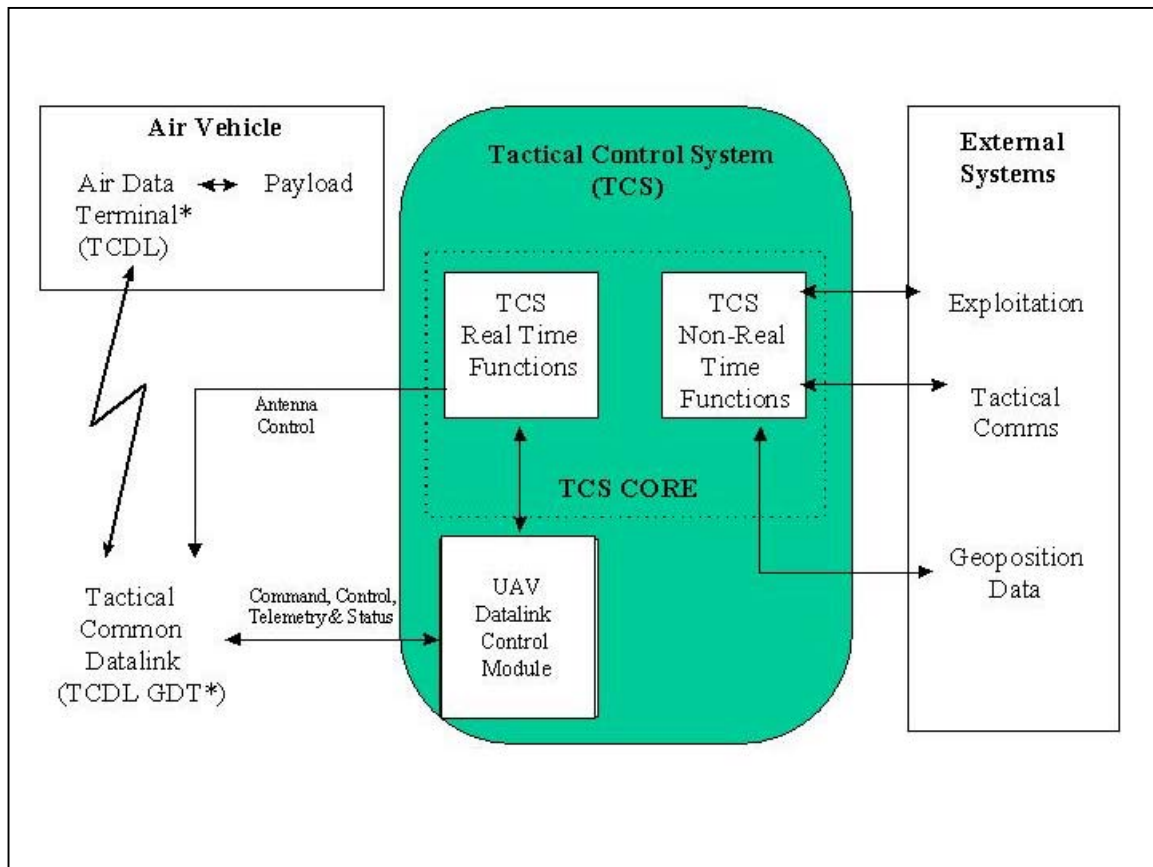 Air Vehicle
Air Data
Terminal*
(TCDL)
Payload
Tactical Control System
(TCS)
External
Systems
TCS
Real Time
Functions
TCS
Non-Real
Time
Functions
Exploitation
Antenna
Control
Tactical
Comms
TCS CORE
Tactical
Common
Datalink
(TCDL GDT*)
Command, Control,
Telemetry & Status
UAV
Datalink
Control
Module
Geoposition
Data